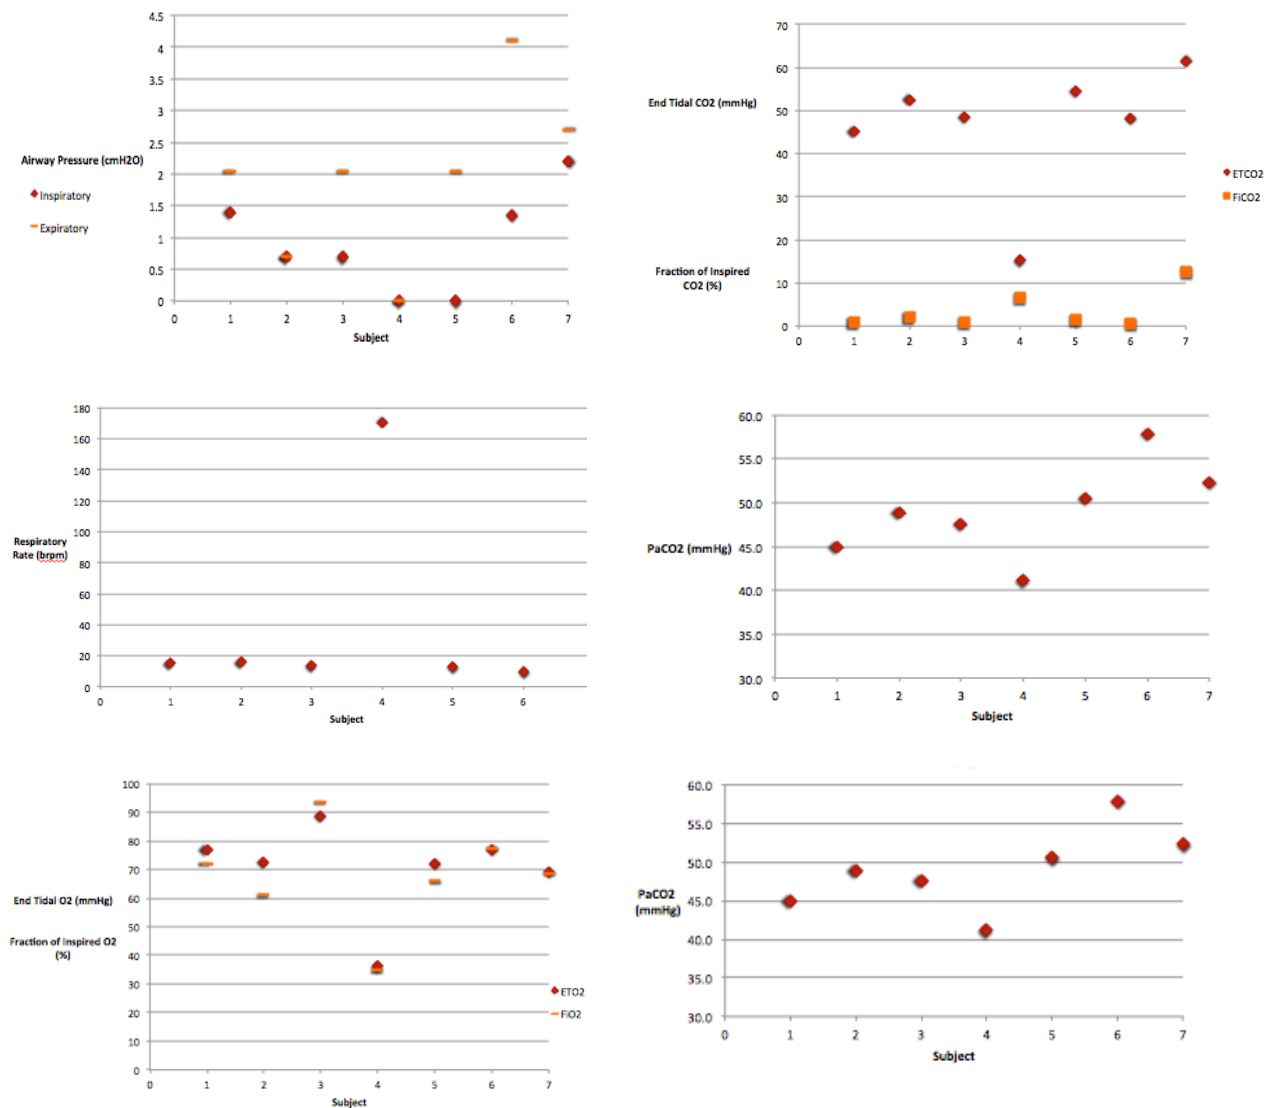 4.5
4
3.5
3
2.5
2
1.5
1
0.5
0
Airway Pressure (cmH2O)
Inspiratory
Expiratory
0 1 2 3 4 5 6 7
Subject
70
60
50
40
30
20
10
0
End Tidal CO2 (mmHg)
Fraction of Inspired
CO2 (%)
ETCO2
FiCO2
0 1 2 3 4 5 6 7
180
160
140
120
100
80
60
40
20
0
Respiratory
Rate (brpm)
0 1 2 3 4 5 6
Subject
60.0
55.0
50.0
45.0
40.0
35.0
30.0
PaCO2 (mmHg)
0 1 2 3 4 5 6 7
Subject
100
90
80
70
60
50
40
30
20
10
0
End Tidal O2 (mmHg)
Fraction of Inspired O2
(%)
ETO2
FiO2
0 1 2 3 4 5 6 7
Subject
60.0
55.0
50.0
45.0
40.0
35.0
30.0
PaCO2
(mmHg)
0 1 2 3 4 5 6 7
Subject